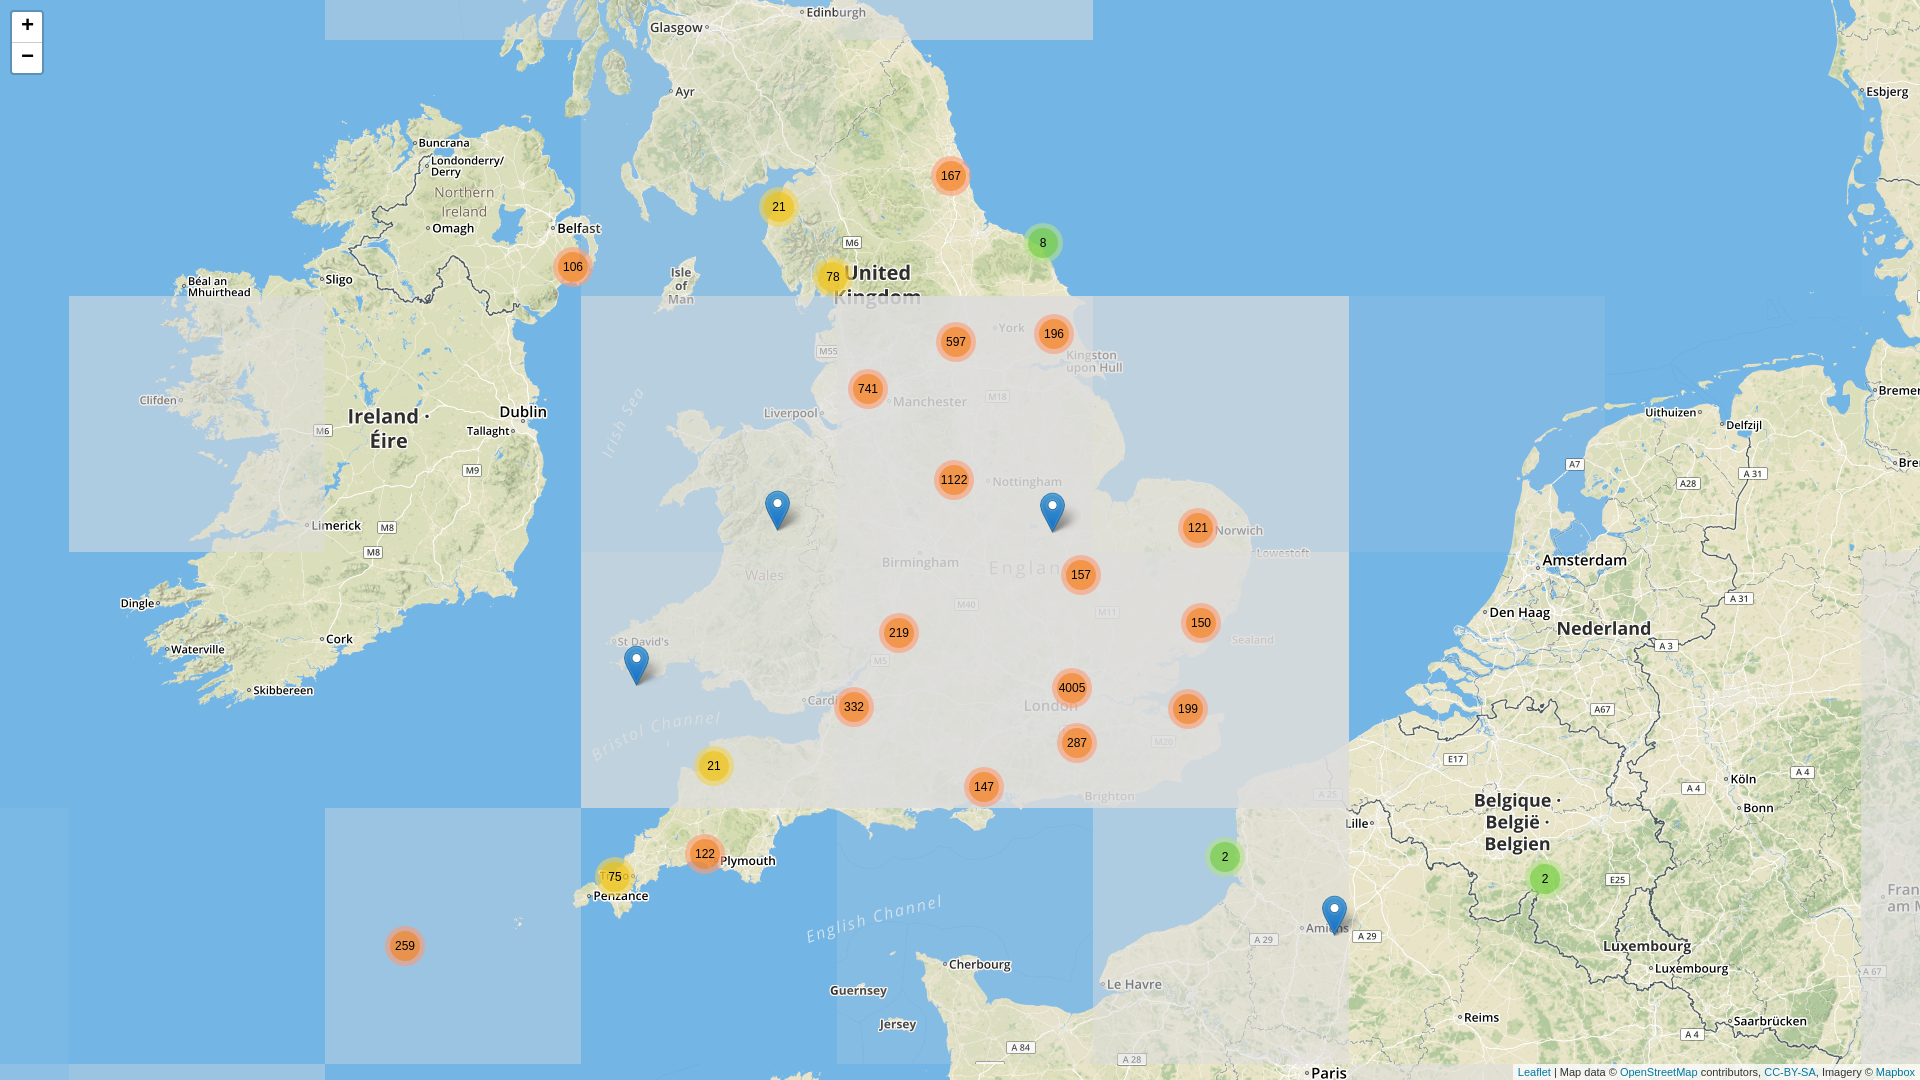 +
−
Glasgow
Edinburgh
Ayr
Esbjerg
Buncrana
Londonderry/
Derry
Northern
Ireland
Omagh
Belfast
167
21
M6
8
106
78
United
Kingdom
Isle
of
Man
Béal an
Mhuirthead
Sligo
597
York
196
M55
Kingston
upon Hull
741
Manchester
M18
Liverpool
Irish Sea
Clifden
Ireland ·
Éire
Dublin
Tallaght
M6
M9
Uithuizen
Delfzijl
A7
A 31
A28
1122
Nottingham
Limerick
M8
M8
121
Norwich
Lowestoft
Birmingham
Wales
157
Amsterdam
Dingle
M40
M11
Den Haag
A 31
Nederland
219
150
Sealand
A 3
Cork
Waterville
St David's
M5
Skibbereen
332
4005
London
199
A67
Bristol Channel
287
M20
E17
21
147
Brighton
A 25
Köln
A 4
A 4
Bonn
Belgique ·
België ·
Belgien
Lille
122
Plymouth
75
Penzance
2
2
E25
259
English Channel
Amiens
A 29
A 29
Luxembourg
Luxembourg
A 67
Cherbourg
Le Havre
Guernsey
Jersey
Reims
Saarbrücken
A 4
A 84
A 28
Paris
Leaflet | Map data © OpenStreetMap contributors, CC-BY-SA, Imagery © Mapbox